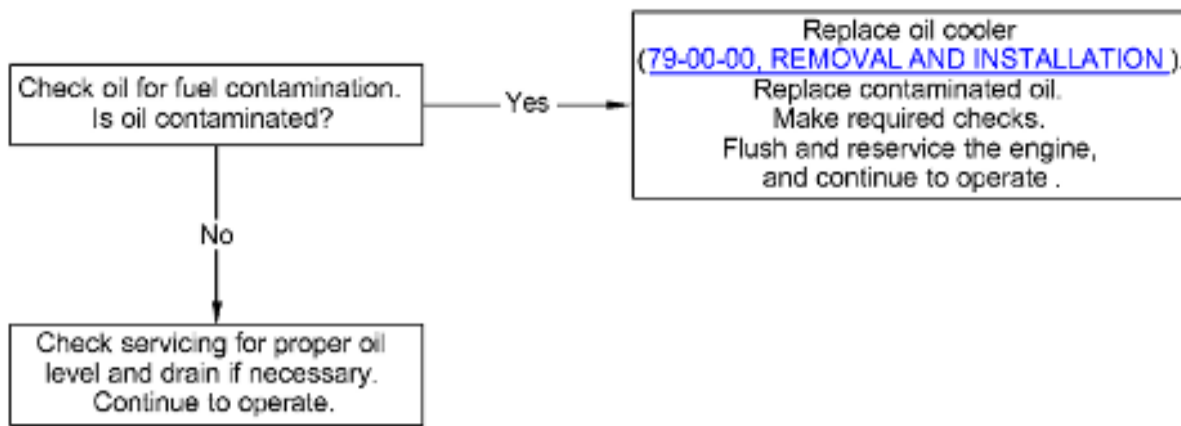 Check oil for fuel contamination.
Is oil contaminated?
Yes
Replace oil cooler
(79-00-00, REMOVAL AND INSTALLATION ).
Replace contaminated oil.
Make required checks.
Flush and reservice the engine,
and continue to operate .
No
Check servicing for proper oil
level and drain if necessary.
Continue to operate.